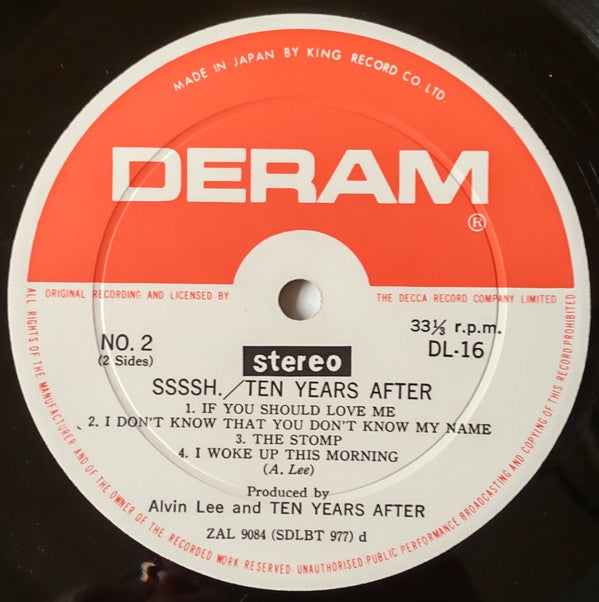 MADE IN JAPAN BY KING RECORD CO. LTD.
DERAM
®
ORIGINAL RECORDING AND LICENSED BY THE DECCA RECORD COMPANY LIMITED
NO. 2
(2 Sides)
33⅓ r.p.m.
DL-16
stereo
SSSSH./TEN YEARS AFTER
1. IF YOU SHOULD LOVE ME
2. I DON'T KNOW THAT YOU DON'T KNOW MY NAME
3. THE STOMP
4. I WOKE UP THIS MORNING
(A. Lee)
Produced by
Alvin Lee and TEN YEARS AFTER
ZAL 9084 (SDLBT 977) d
ALL RIGHTS OF THE MANUFACTURER AND OF THE OWNER OF THE RECORDED WORK RESERVED·UNAUTHORISED PUBLIC PERFORMANCE BROADCASTING AND COPYING OF THIS RECORD PROHIBITED